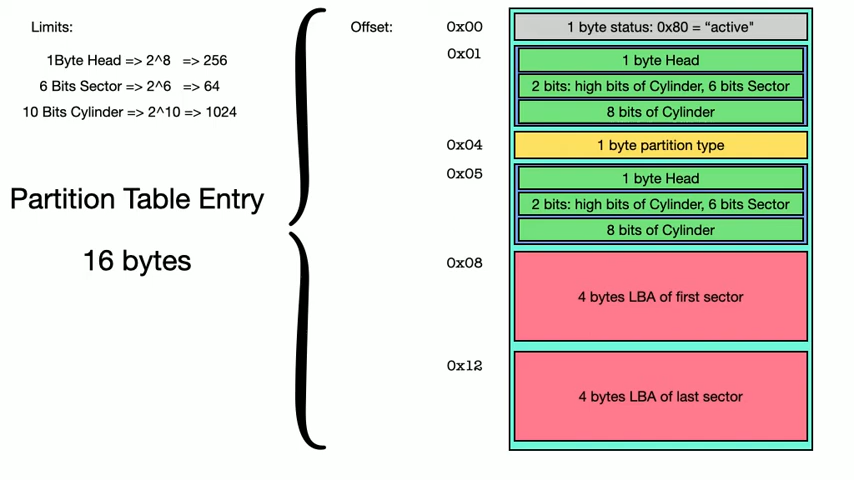 Limits:
1Byte Head => 2^8 => 256
6 Bits Sector => 2^6 => 64
10 Bits Cylinder => 2^10 => 1024
Partition Table Entry
16 bytes
Offset:
0x00
1 byte status: 0x80 = “active"
0x01
1 byte Head
2 bits: high bits of Cylinder, 6 bits Sector
8 bits of Cylinder
0x04
1 byte partition type
0x05
1 byte Head
2 bits: high bits of Cylinder, 6 bits Sector
8 bits of Cylinder
0x08
4 bytes LBA of first sector
0x12
4 bytes LBA of last sector